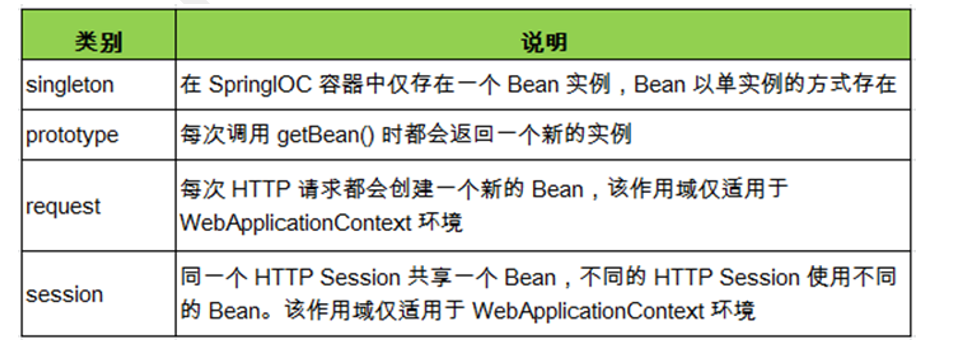 类别
说明
singleton
在 SpringIOC 容器中仅存在一个 Bean 实例，Bean 以单实例的方式存在
prototype
每次调用 getBean() 时都会返回一个新的实例
request
每次 HTTP 请求都会创建一个新的 Bean，该作用域仅适用于
WebApplicationContext 环境
session
同一个 HTTP Session 共享一个 Bean，不同的 HTTP Session 使用不同
的 Bean。该作用域仅适用于 WebApplicationContext 环境